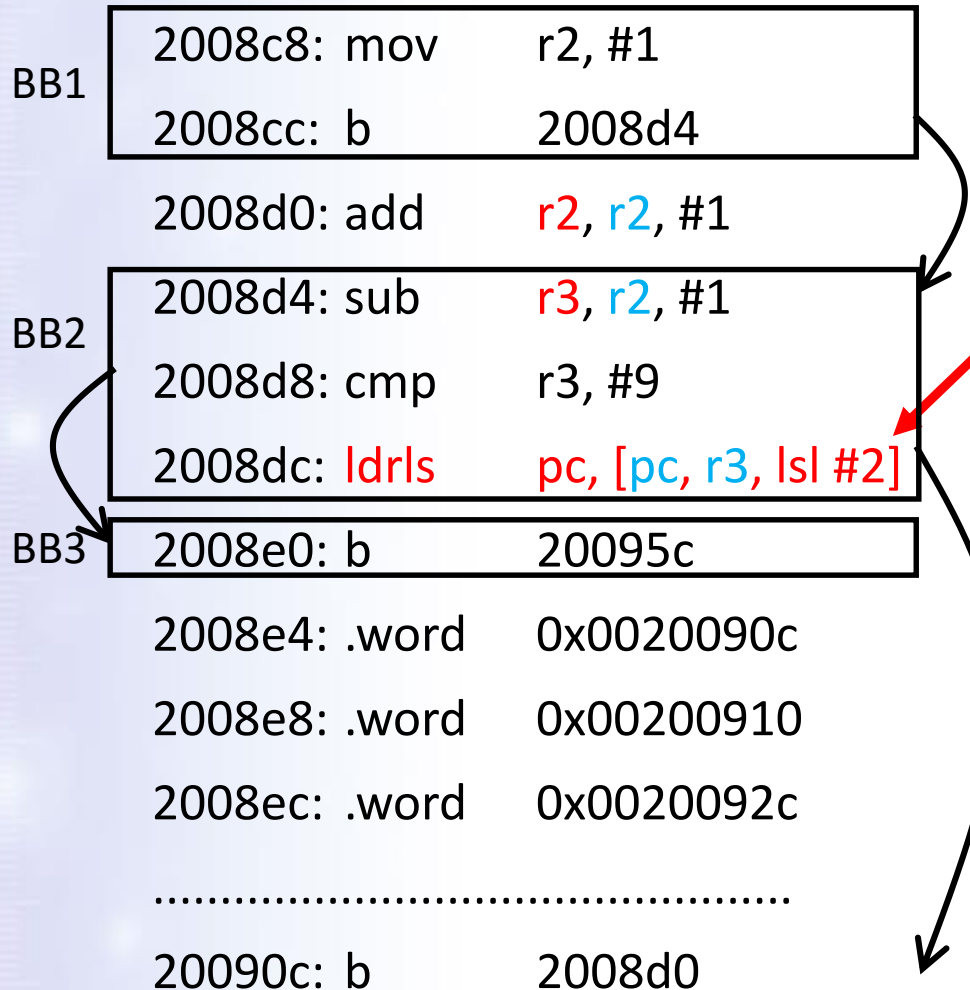 BB1
2008c8: mov r2, #1
2008cc: b 2008d4
2008d0: add r2, r2, #1
BB2
2008d4: sub r3, r2, #1
2008d8: cmp r3, #9
2008dc: ldrls pc, [pc, r3, lsl #2]
BB3 2008e0: b 20095c
2008e4: .word 0x0020090c
2008e8: .word 0x00200910
2008ec: .word 0x0020092c
................................................
20090c: b 2008d0